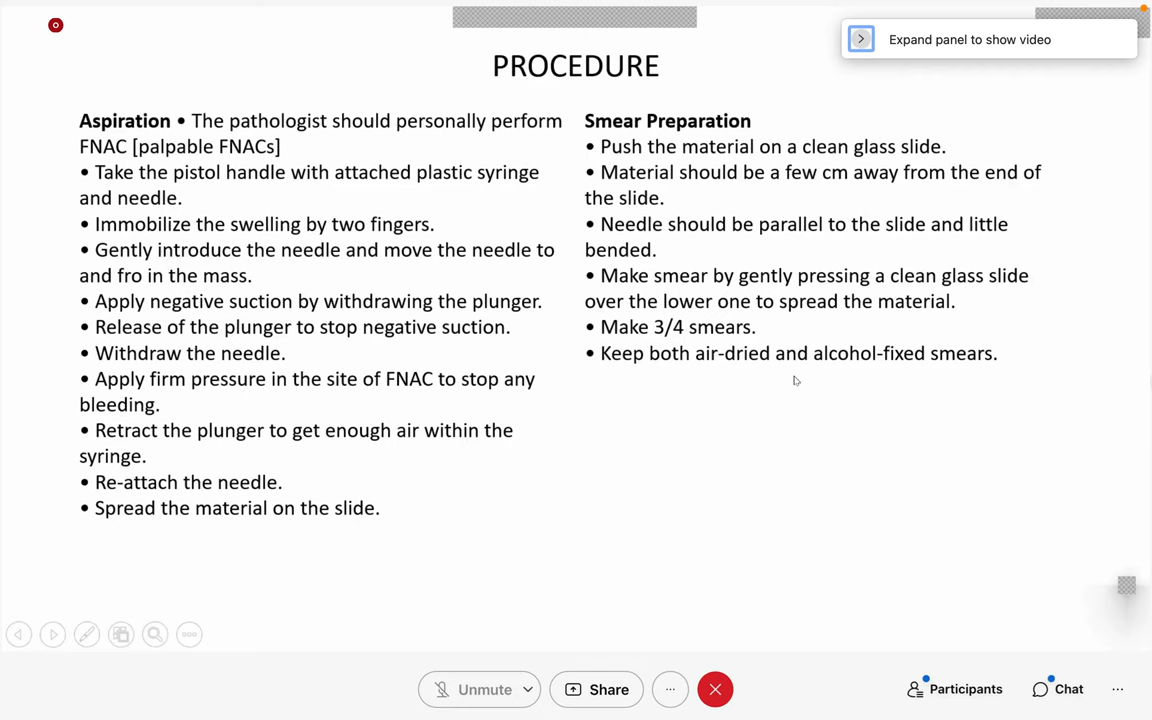 Expand panel to show video
PROCEDURE
Aspiration • The pathologist should personally perform
FNAC [palpable FNACs]
• Take the pistol handle with attached plastic syringe
and needle.
• Immobilize the swelling by two fingers.
• Gently introduce the needle and move the needle to
and fro in the mass.
• Apply negative suction by withdrawing the plunger.
• Release of the plunger to stop negative suction.
• Withdraw the needle.
• Apply firm pressure in the site of FNAC to stop any
bleeding.
• Retract the plunger to get enough air within the
syringe.
• Re-attach the needle.
• Spread the material on the slide.
Smear Preparation
• Push the material on a clean glass slide.
• Material should be a few cm away from the end of
the slide.
• Needle should be parallel to the slide and little
bended.
• Make smear by gently pressing a clean glass slide
over the lower one to spread the material.
• Make 3/4 smears.
• Keep both air-dried and alcohol-fixed smears.
Unmute
Share
Participants
Chat